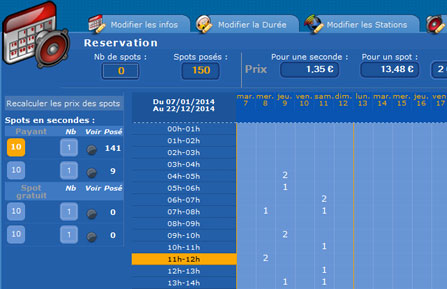 Modifier les infos Modifier la Durée Modifier les Stations
Reservation
Nb de spots : Spots posés : Pour une seconde : Pour un spot :
0 150 Prix 1,35 € 13,48 € 2
Recalculer les prix des spots
Du 07/01/2014
Au 22/12/2014
mar. mer. jeu. ven. sam. dim. lun. mar. mer. jeu. ven.
7 8 9 10 11 12 13 14 15 16 17
Spots en secondes :
Payant Nb Voir Posé
10 1 141
10 1 9
Spot gratuit Nb Voir Posé
10 1 0
10 1 0
00h-01h
01h-02h
02h-03h
03h-04h
04h-05h 2
05h-06h 1
06h-07h 2
07h-08h 1 1
08h-09h
09h-10h 2
10h-11h 1
11h-12h 2
12h-13h 1
13h-14h 1 1